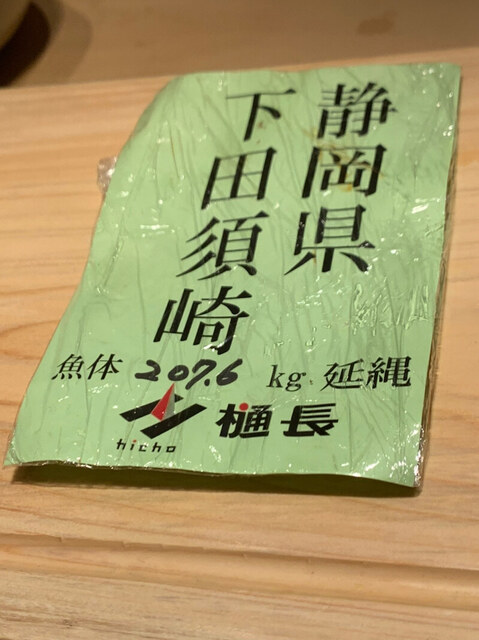 静岡県
下田須崎
魚体 207.6 kg 延縄
hicho 樋長